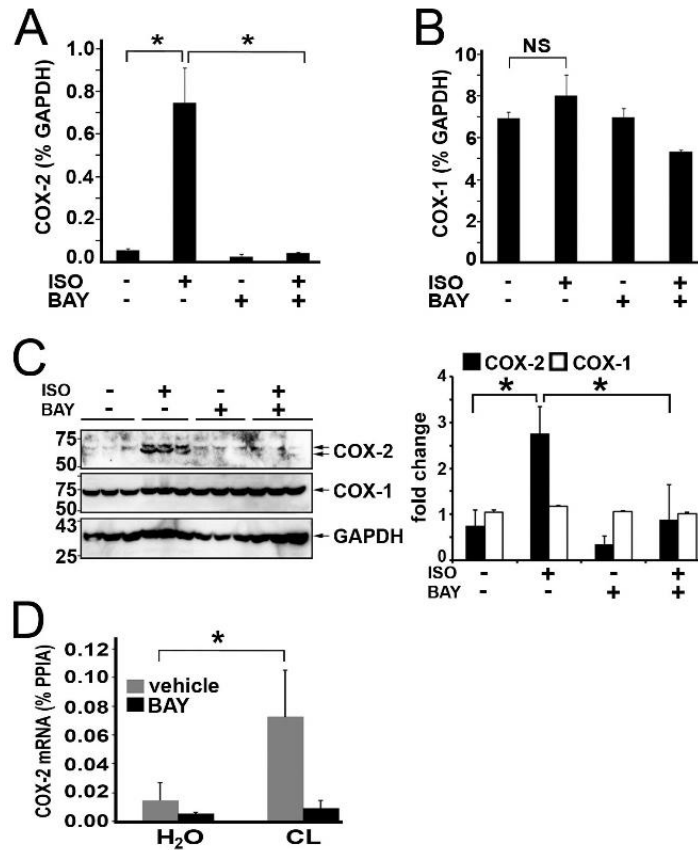 A
COX-2 (% GAPDH)
1.0
0.8
0.6
0.4
0.2
0.0
* *
ISO - + - +
BAY - - + +
B
COX-1 (% GAPDH)
10
8
6
4
2
0
NS
ISO - + - +
BAY - - + +
C
ISO - + - +
BAY - - + +
75
50
COX-2
75
50
COX-1
43
25
GAPDH
COX-2 COX-1
fold change
4
3
2
1
0
* *
ISO - + - +
BAY - - + +
D
COX-2 mRNA (% PPIA)
0.12
0.10
0.08
0.06
0.04
0.02
0.00
*
vehicle
BAY
H₂O CL